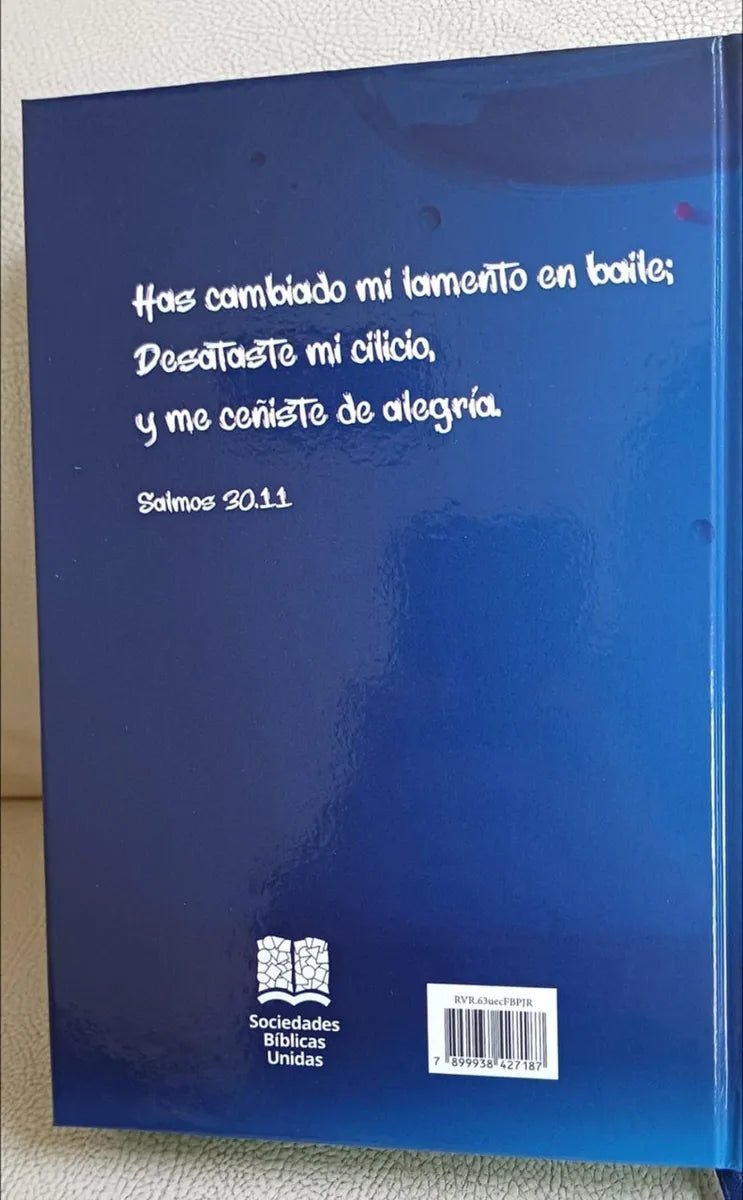 Has cambiado mi lamento en baile;
Desataste mi cilicio,
y me ceñiste de alegría.
Salmos 30.11
Sociedades
Bíblicas
Unidas
RVR.63uecFBPJR
7 899938 427187